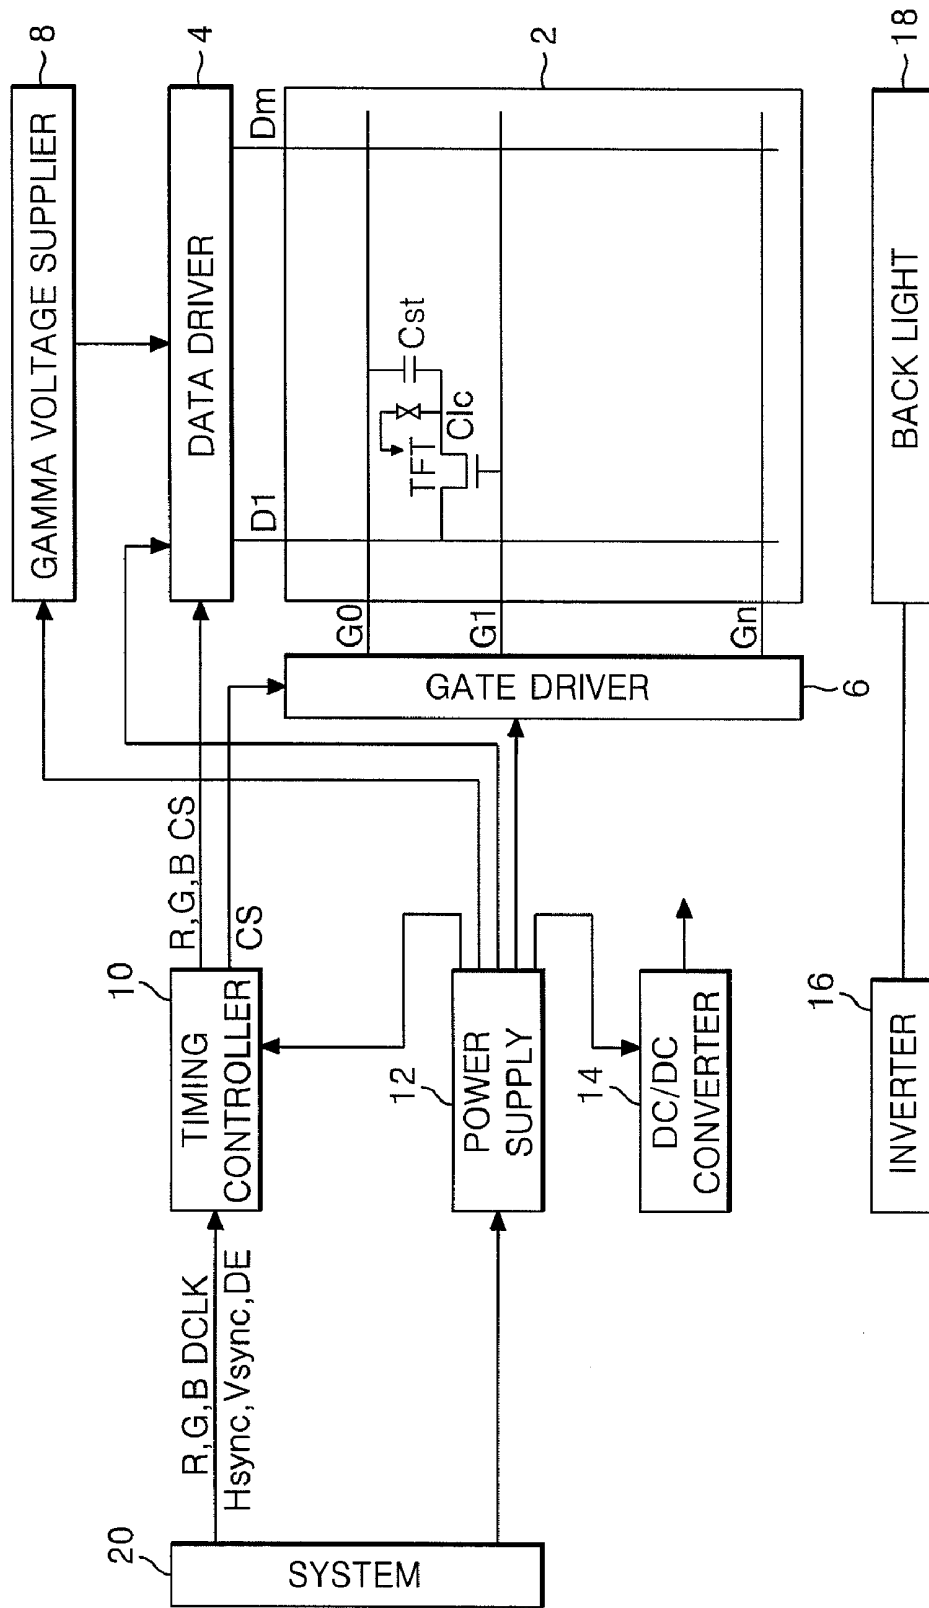 8
GAMMA VOLTAGE SUPPLIER
4
DATA DRIVER
R,G,B CS
10
TIMING
CONTROLLER
CS
R,G,B DCLK
Hsync,Vsync,DE
20
SYSTEM
D1
Dm
2
G0
G1
Gn
TFT
Clc
Cst
GATE DRIVER
6
12
POWER
SUPPLY
14
DC/DC
CONVERTER
16
INVERTER
BACK LIGHT
18